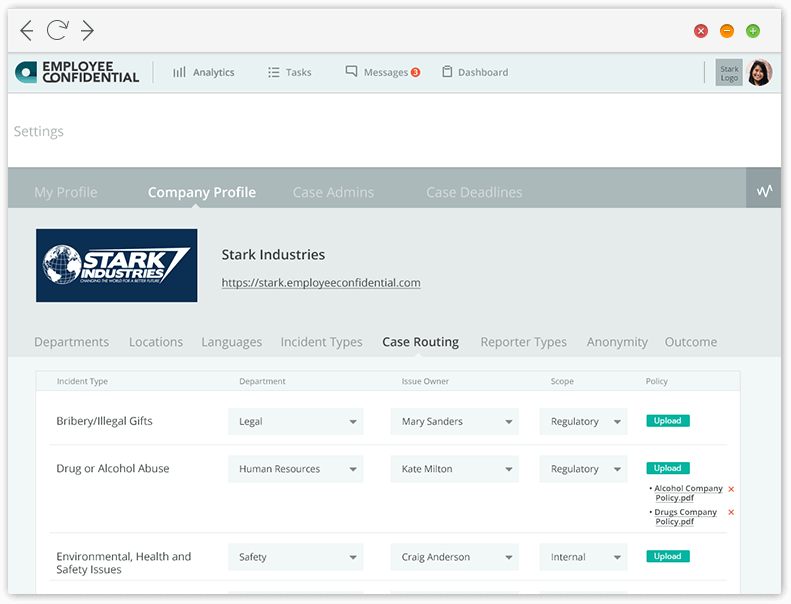 EMPLOYEE
CONFIDENTIAL
Analytics
Tasks
Messages 3
Dashboard
Stark
Logo
Settings
My Profile
Company Profile
Case Admins
Case Deadlines
STARK
INDUSTRIES
CHANGING THE WORLD FOR A BETTER FUTURE
Stark Industries
https://stark.employeeconfidential.com
Departments
Locations
Languages
Incident Types
Case Routing
Reporter Types
Anonymity
Outcome
Incident Type
Department
Issue Owner
Scope
Policy
Bribery/Illegal Gifts
Legal
Mary Sanders
Regulatory
Upload
Drug or Alcohol Abuse
Human Resources
Kate Milton
Regulatory
Upload
• Alcohol Company
Policy.pdf
• Drugs Company
Policy.pdf
Environmental, Health and
Safety Issues
Safety
Craig Anderson
Internal
Upload